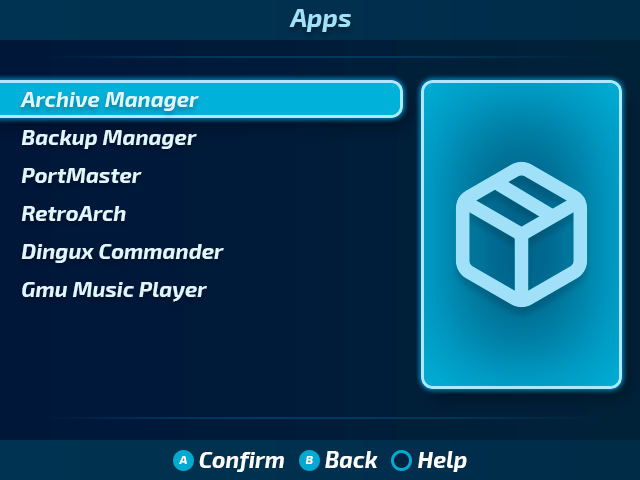 Apps
Archive Manager
Backup Manager
PortMaster
RetroArch
Dingux Commander
Gmu Music Player
A Confirm B Back Help